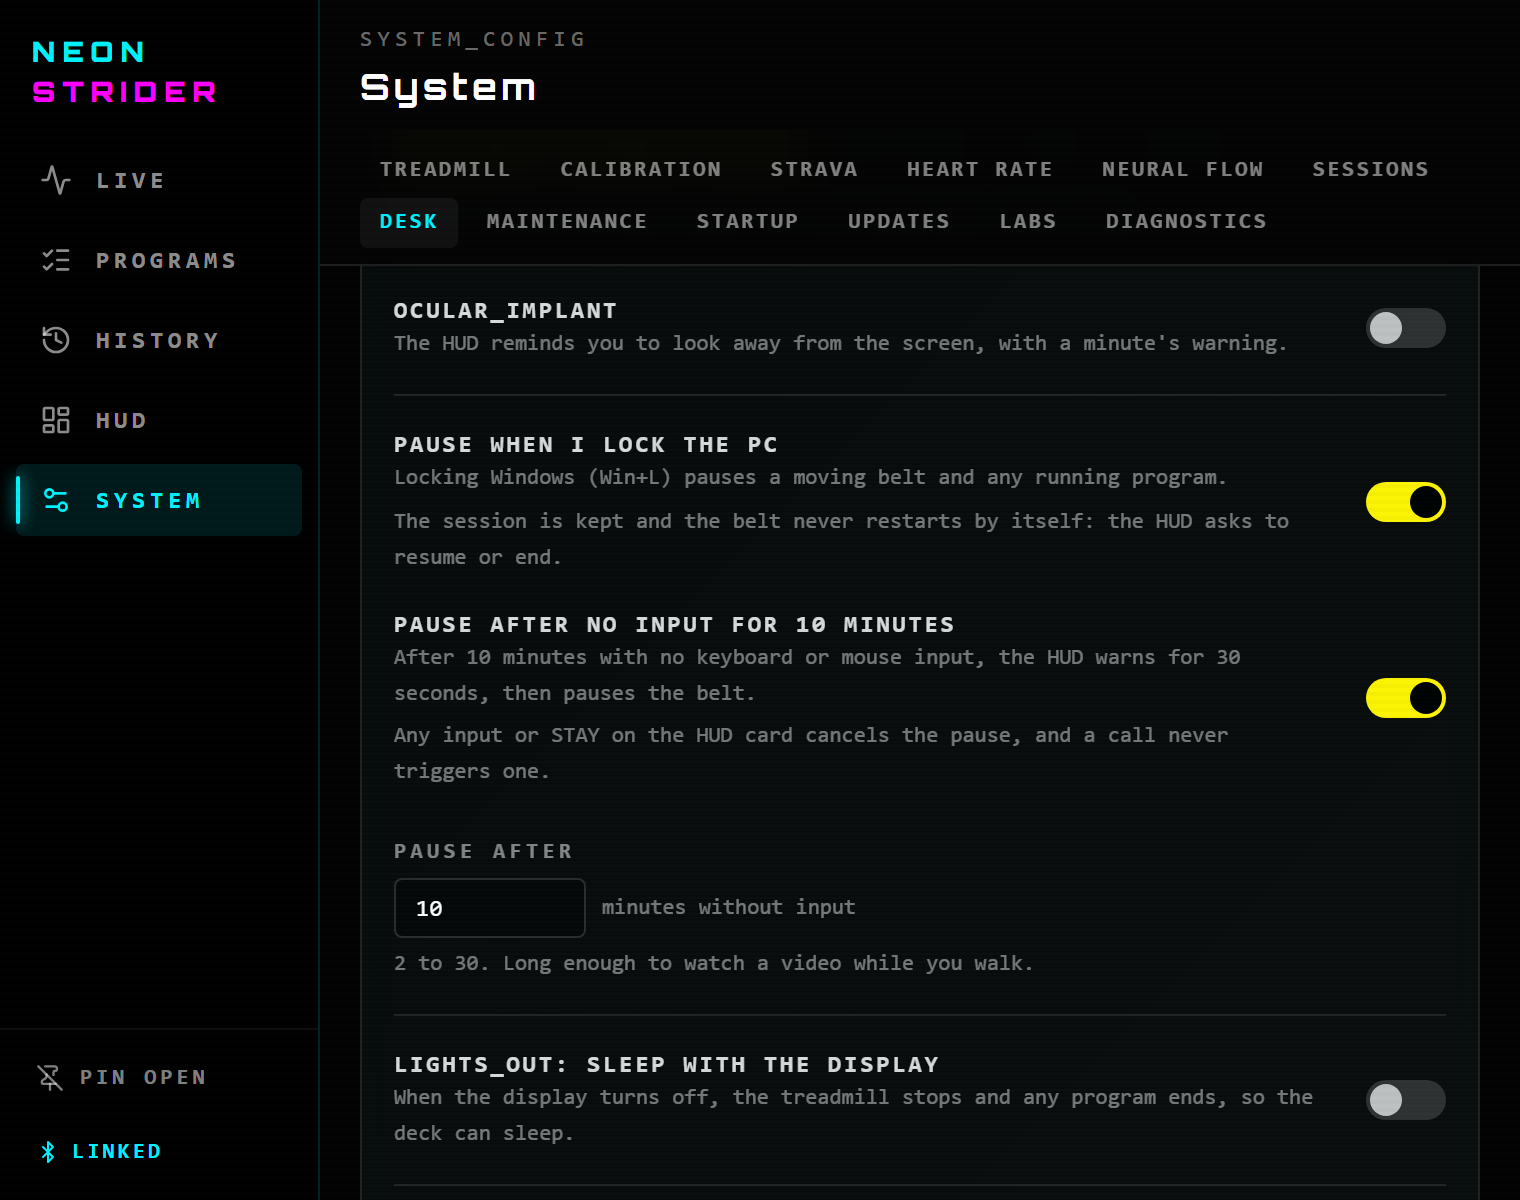 NEON
STRIDER
LIVE
PROGRAMS
HISTORY
HUD
SYSTEM
PIN OPEN
LINKED
SYSTEM_CONFIG
System
TREADMILL CALIBRATION STRAVA HEART RATE NEURAL FLOW SESSIONS
DESK MAINTENANCE STARTUP UPDATES LABS DIAGNOSTICS
OCULAR_IMPLANT
The HUD reminds you to look away from the screen, with a minute's warning.
PAUSE WHEN I LOCK THE PC
Locking Windows (Win+L) pauses a moving belt and any running program.
The session is kept and the belt never restarts by itself: the HUD asks to
resume or end.
PAUSE AFTER NO INPUT FOR 10 MINUTES
After 10 minutes with no keyboard or mouse input, the HUD warns for 30
seconds, then pauses the belt.
Any input or STAY on the HUD card cancels the pause, and a call never
triggers one.
PAUSE AFTER
10 minutes without input
2 to 30. Long enough to watch a video while you walk.
LIGHTS_OUT: SLEEP WITH THE DISPLAY
When the display turns off, the treadmill stops and any program ends, so the
deck can sleep.